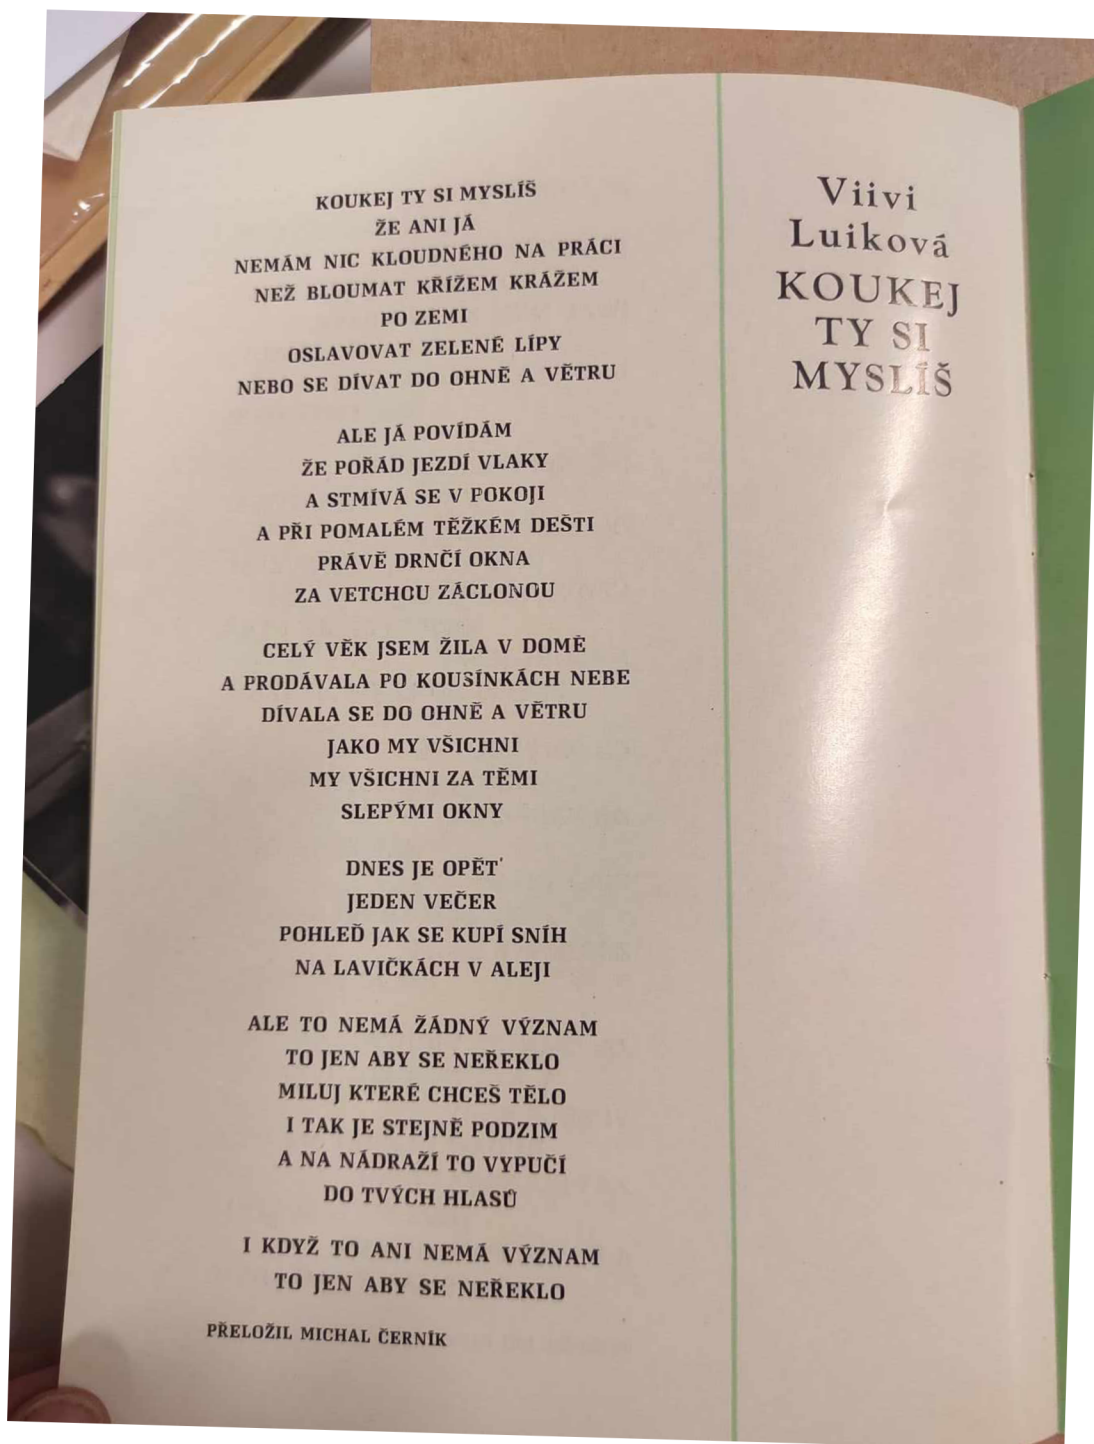 Viivi
Luiková
KOUKEJ
TY SI
MYSLÍŠ
KOUKEJ TY SI MYSLÍŠ
ŽE ANI JÁ
NEMÁM NIC KLOUDNÉHO NA PRÁCI
NEŽ BLOUMAT KŘÍŽEM KRÁŽEM
PO ZEMI
OSLAVOVAT ZELENÉ LÍPY
NEBO SE DÍVAT DO OHNĚ A VĚTRU
ALE JÁ POVÍDÁM
ŽE POŘÁD JEZDÍ VLAKY
A STMÍVÁ SE V POKOJI
A PŘI POMALÉM TĚŽKÉM DEŠTI
PRÁVĚ DRNČÍ OKNA
ZA VETCHOU ZÁCLONOU
CELÝ VĚK JSEM ŽILA V DOMĚ
A PRODÁVALA PO KOUSÍNKÁCH NEBE
DÍVALA SE DO OHNĚ A VĚTRU
JAKO MY VŠICHNI
MY VŠICHNI ZA TĚMI
SLEPÝMI OKNY
DNES JE OPĚT
JEDEN VEČER
POHLEĎ JAK SE KUPÍ SNÍH
NA LAVIČKÁCH V ALEJI
ALE TO NEMÁ ŽÁDNÝ VÝZNAM
TO JEN ABY SE NEŘEKLO
MILUJ KTERÉ CHCEŠ TĚLO
I TAK JE STEJNĚ PODZIM
A NA NÁDRAŽÍ TO VYPUČÍ
DO TVÝCH HLASŮ
I KDYŽ TO ANI NEMÁ VÝZNAM
TO JEN ABY SE NEŘEKLO
PŘELOŽIL MICHAL ČERNÍK